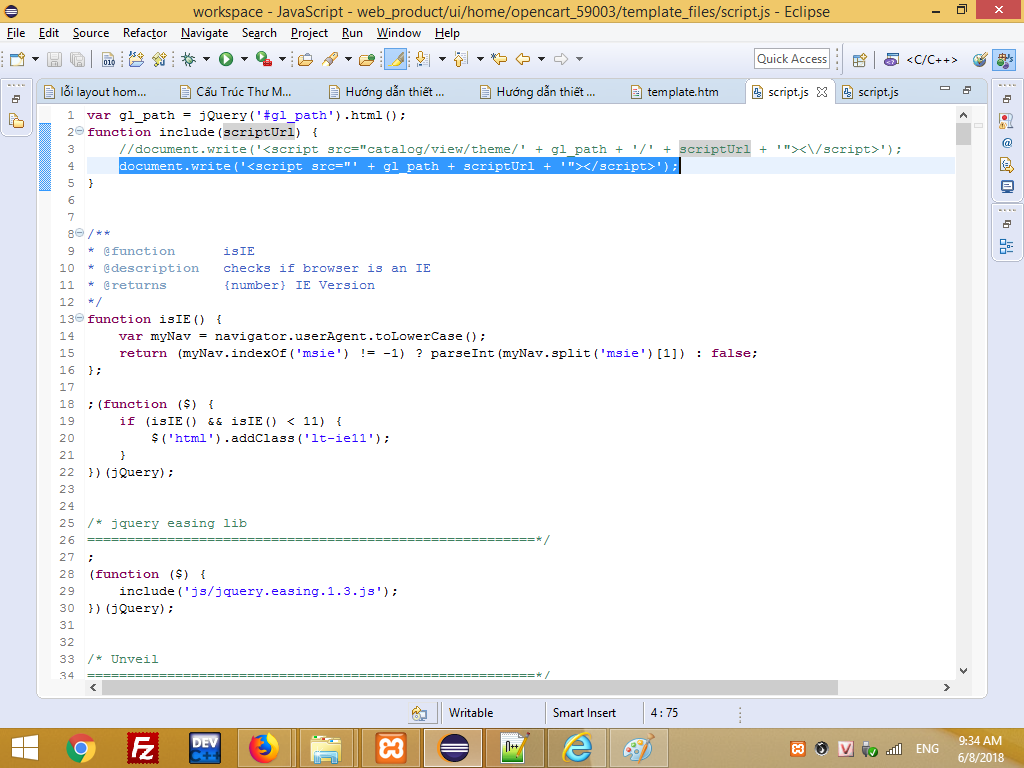 workspace - JavaScript - web_product/ui/home/opencart_59003/template_files/script.js - Eclipse
File Edit Source Refactor Navigate Search Project Run Window Help
Quick Access <C/C++>
lỗi layout hom... Cấu Trúc Thư M... Hướng dẫn thiết ... Hướng dẫn thiết ... template.htm script.js script.js
1 var gl_path = jQuery('#gl_path').html();
2 function include(scriptUrl) {
3 //document.write('<script src="catalog/view/theme/' + gl_path + '/' + scriptUrl + '"><\/script>');
4 document.write('<script src="' + gl_path + scriptUrl + '"></script>');
5 }
6
7
8 /**
9 * @function isIE
10 * @description checks if browser is an IE
11 * @returns {number} IE Version
12 */
13 function isIE() {
14 var myNav = navigator.userAgent.toLowerCase();
15 return (myNav.indexOf('msie') != -1) ? parseInt(myNav.split('msie')[1]) : false;
16 };
17
18 ;(function ($) {
19 if (isIE() && isIE() < 11) {
20 $('html').addClass('lt-ie11');
21 }
22 })(jQuery);
23
24
25 /* jquery easing lib
26 ========================================================*/
27 ;
28 (function ($) {
29 include('js/jquery.easing.1.3.js');
30 })(jQuery);
31
32
33 /* Unveil
34 ========================================================*/
Writable Smart Insert 4 : 75
Fz DEV C++ n++ V ENG 9:34 AM
6/8/2018